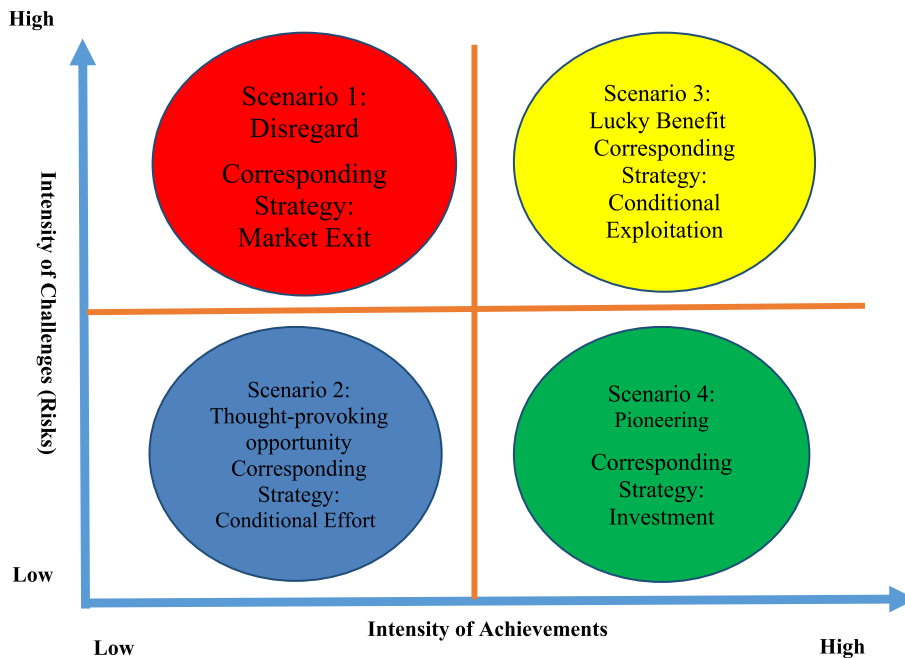 High
Scenario 1:
Disregard
Corresponding
Strategy:
Market Exit
Scenario 3:
Lucky Benefit
Corresponding
Strategy:
Conditional
Exploitation
Intensity of Challenges (Risks)
Scenario 2:
Thought-provoking
opportunity
Corresponding
Strategy:
Conditional Effort
Scenario 4:
Pioneering
Corresponding
Strategy:
Investment
Low
Intensity of Achievements
Low
High